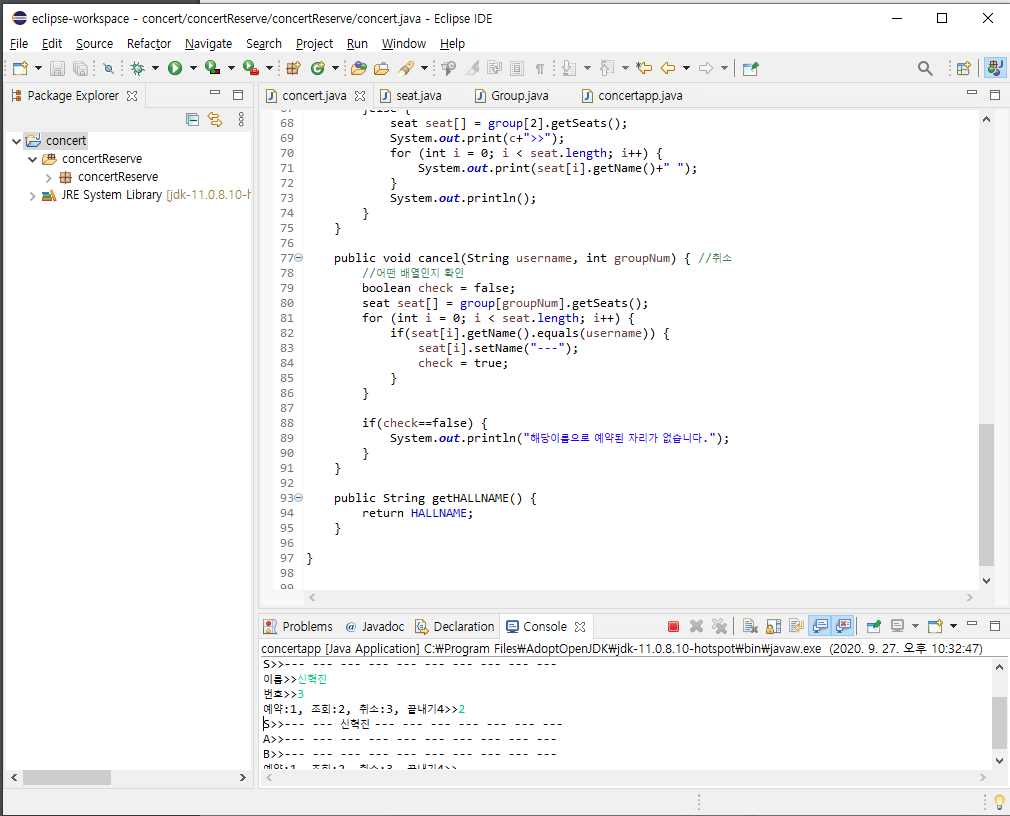 eclipse-workspace - concert/concertReserve/concertReserve/concert.java - Eclipse IDE
File Edit Source Refactor Navigate Search Project Run Window Help
Package Explorer
concert.java seat.java Group.java concertapp.java
concert
concertReserve
concertReserve
JRE System Library [jdk-11.0.8.10-h
67 }else {
68 seat seat[] = group[2].getSeats();
69 System.out.print(c+">>");
70 for (int i = 0; i < seat.length; i++) {
71 System.out.print(seat[i].getName()+" ");
72 }
73 System.out.println();
74 }
75 }
76
77 public void cancel(String username, int groupNum) { //취소
78 //어떤 배열인지 확인
79 boolean check = false;
80 seat seat[] = group[groupNum].getSeats();
81 for (int i = 0; i < seat.length; i++) {
82 if(seat[i].getName().equals(username)) {
83 seat[i].setName("---");
84 check = true;
85 }
86 }
87
88 if(check==false) {
89 System.out.println("해당이름으로 예약된 자리가 없습니다.");
90 }
91 }
92
93 public String getHALLNAME() {
94 return HALLNAME;
95 }
96
97 }
98
99
Problems Javadoc Declaration Console
concertapp [Java Application] C:₩Program Files₩AdoptOpenJDK₩jdk-11.0.8.10-hotspot₩bin₩javaw.exe (2020. 9. 27. 오후 10:32:47)
S>>--- --- --- --- --- --- --- --- --- ---
이름>>신혁진
번호>>3
예약:1, 조회:2, 취소:3, 끝내기4>>2
S>>--- --- 신혁진 --- --- --- --- --- --- ---
A>>--- --- --- --- --- --- --- --- --- ---
B>>--- --- --- --- --- --- --- --- --- ---
예약:1, 조회:2, 취소:3, 끝내기4>>